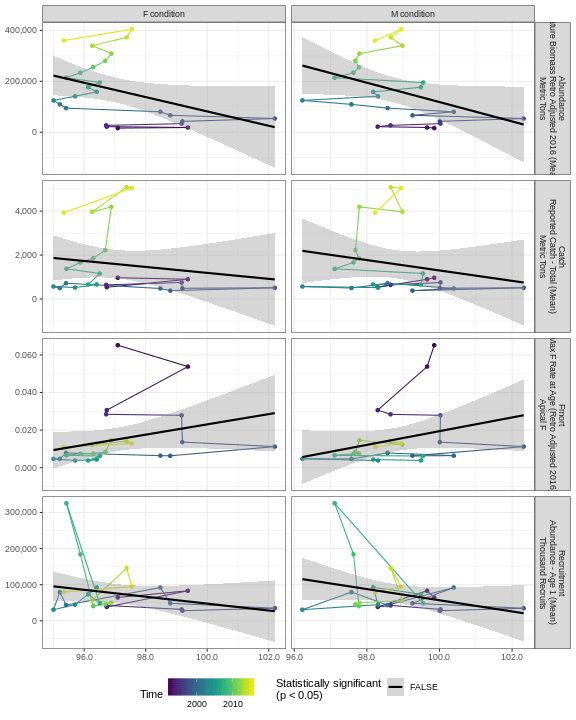 F condition
M condition
400,000
200,000
0
Abundance
Biomass Retro Adjusted 2016
Metric Tons
4,000
2,000
0
Catch
Reported Catch - Total (Mean)
Metric Tons
0.060
0.040
0.020
0.000
Fmort
F Rate at Age (Retro Adjusted 2016
Apical F
300,000
200,000
100,000
0
Recruitment
Abundance - Age 1 (Mean)
Thousand Recruits
96.0
98.0
100.0
102.0
96.0
98.0
100.0
102.0
Time
2000
2010
Statistically significant
(p < 0.05)
FALSE